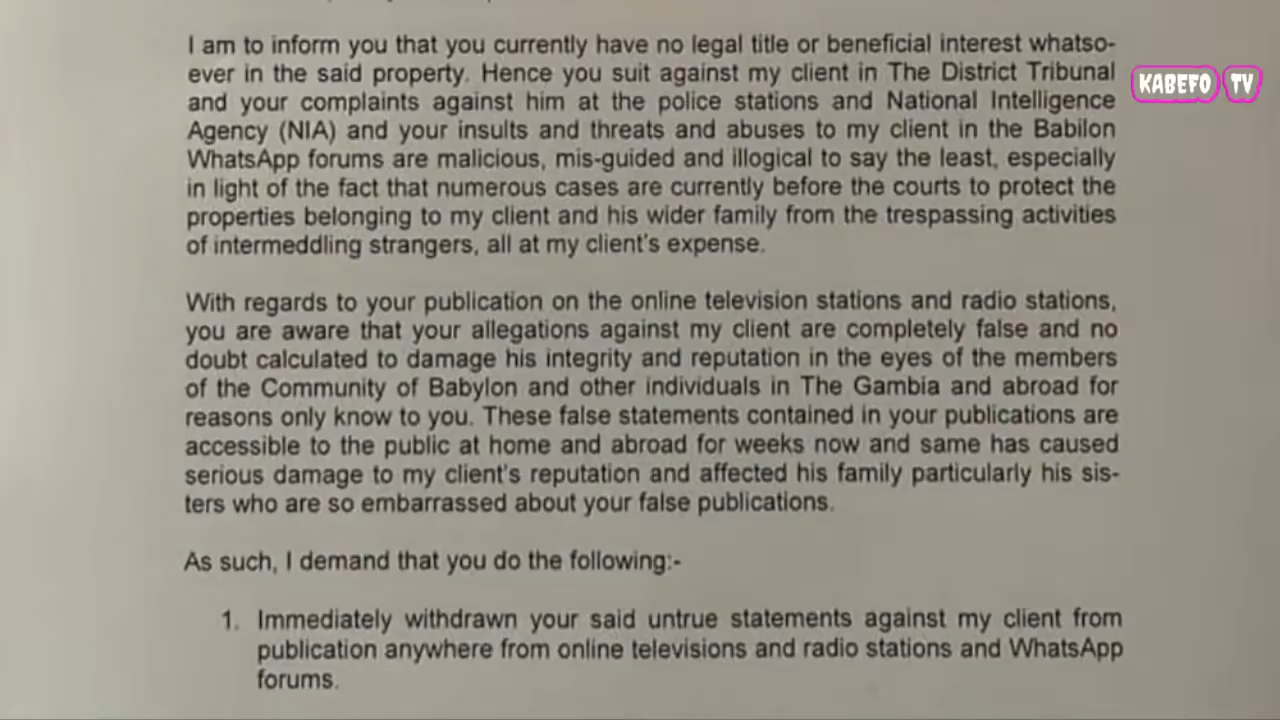 I am to inform you that you currently have no legal title or beneficial interest whatso-
ever in the said property. Hence you suit against my client in The District Tribunal
and your complaints against him at the police stations and National Intelligence
Agency (NIA) and your insults and threats and abuses to my client in the Babilon
WhatsApp forums are malicious, mis-guided and illogical to say the least, especially
in light of the fact that numerous cases are currently before the courts to protect the
properties belonging to my client and his wider family from the trespassing activities
of intermeddling strangers, all at my client's expense.
With regards to your publication on the online television stations and radio stations,
you are aware that your allegations against my client are completely false and no
doubt calculated to damage his integrity and reputation in the eyes of the members
of the Community of Babylon and other individuals in The Gambia and abroad for
reasons only know to you. These false statements contained in your publications are
accessible to the public at home and abroad for weeks now and same has caused
serious damage to my client's reputation and affected his family particularly his sis-
ters who are so embarrassed about your false publications.
As such, I demand that you do the following:-
1. Immediately withdrawn your said untrue statements against my client from
publication anywhere from online televisions and radio stations and WhatsApp
forums.
KABEFO TV